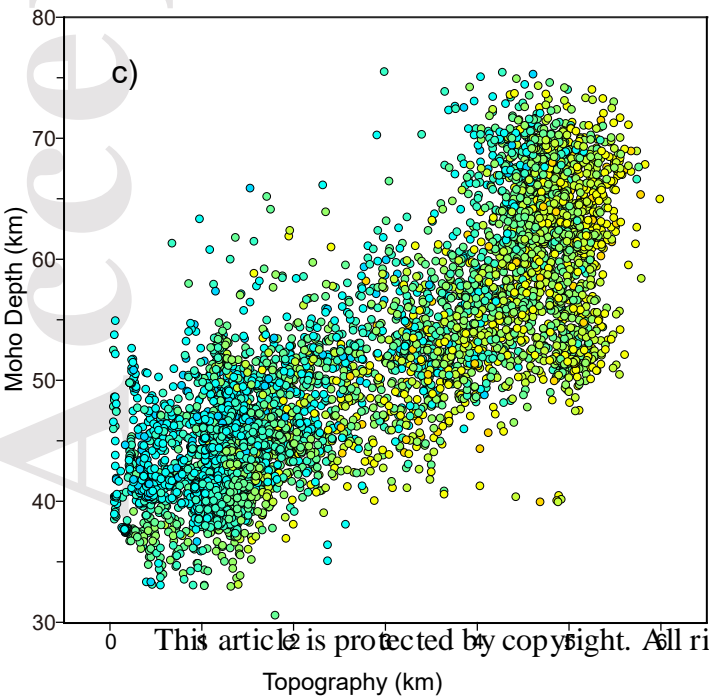 Acce
80
c)
70
60
Moho Depth (km)
50
40
30
0 1 2 3 4 5 6
This article is protected by copyright. All ri
Topography (km)